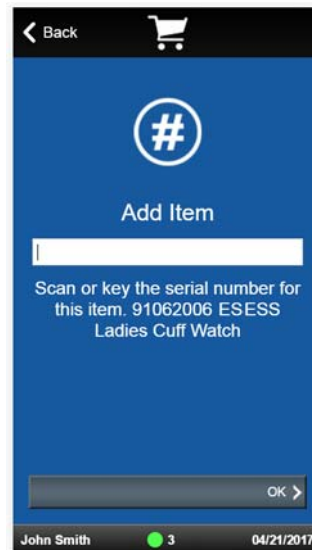 Back
#
Add Item
Scan or key the serial number for
this item. 91062006 ESESS
Ladies Cuff Watch
OK
John Smith 3 04/21/2017